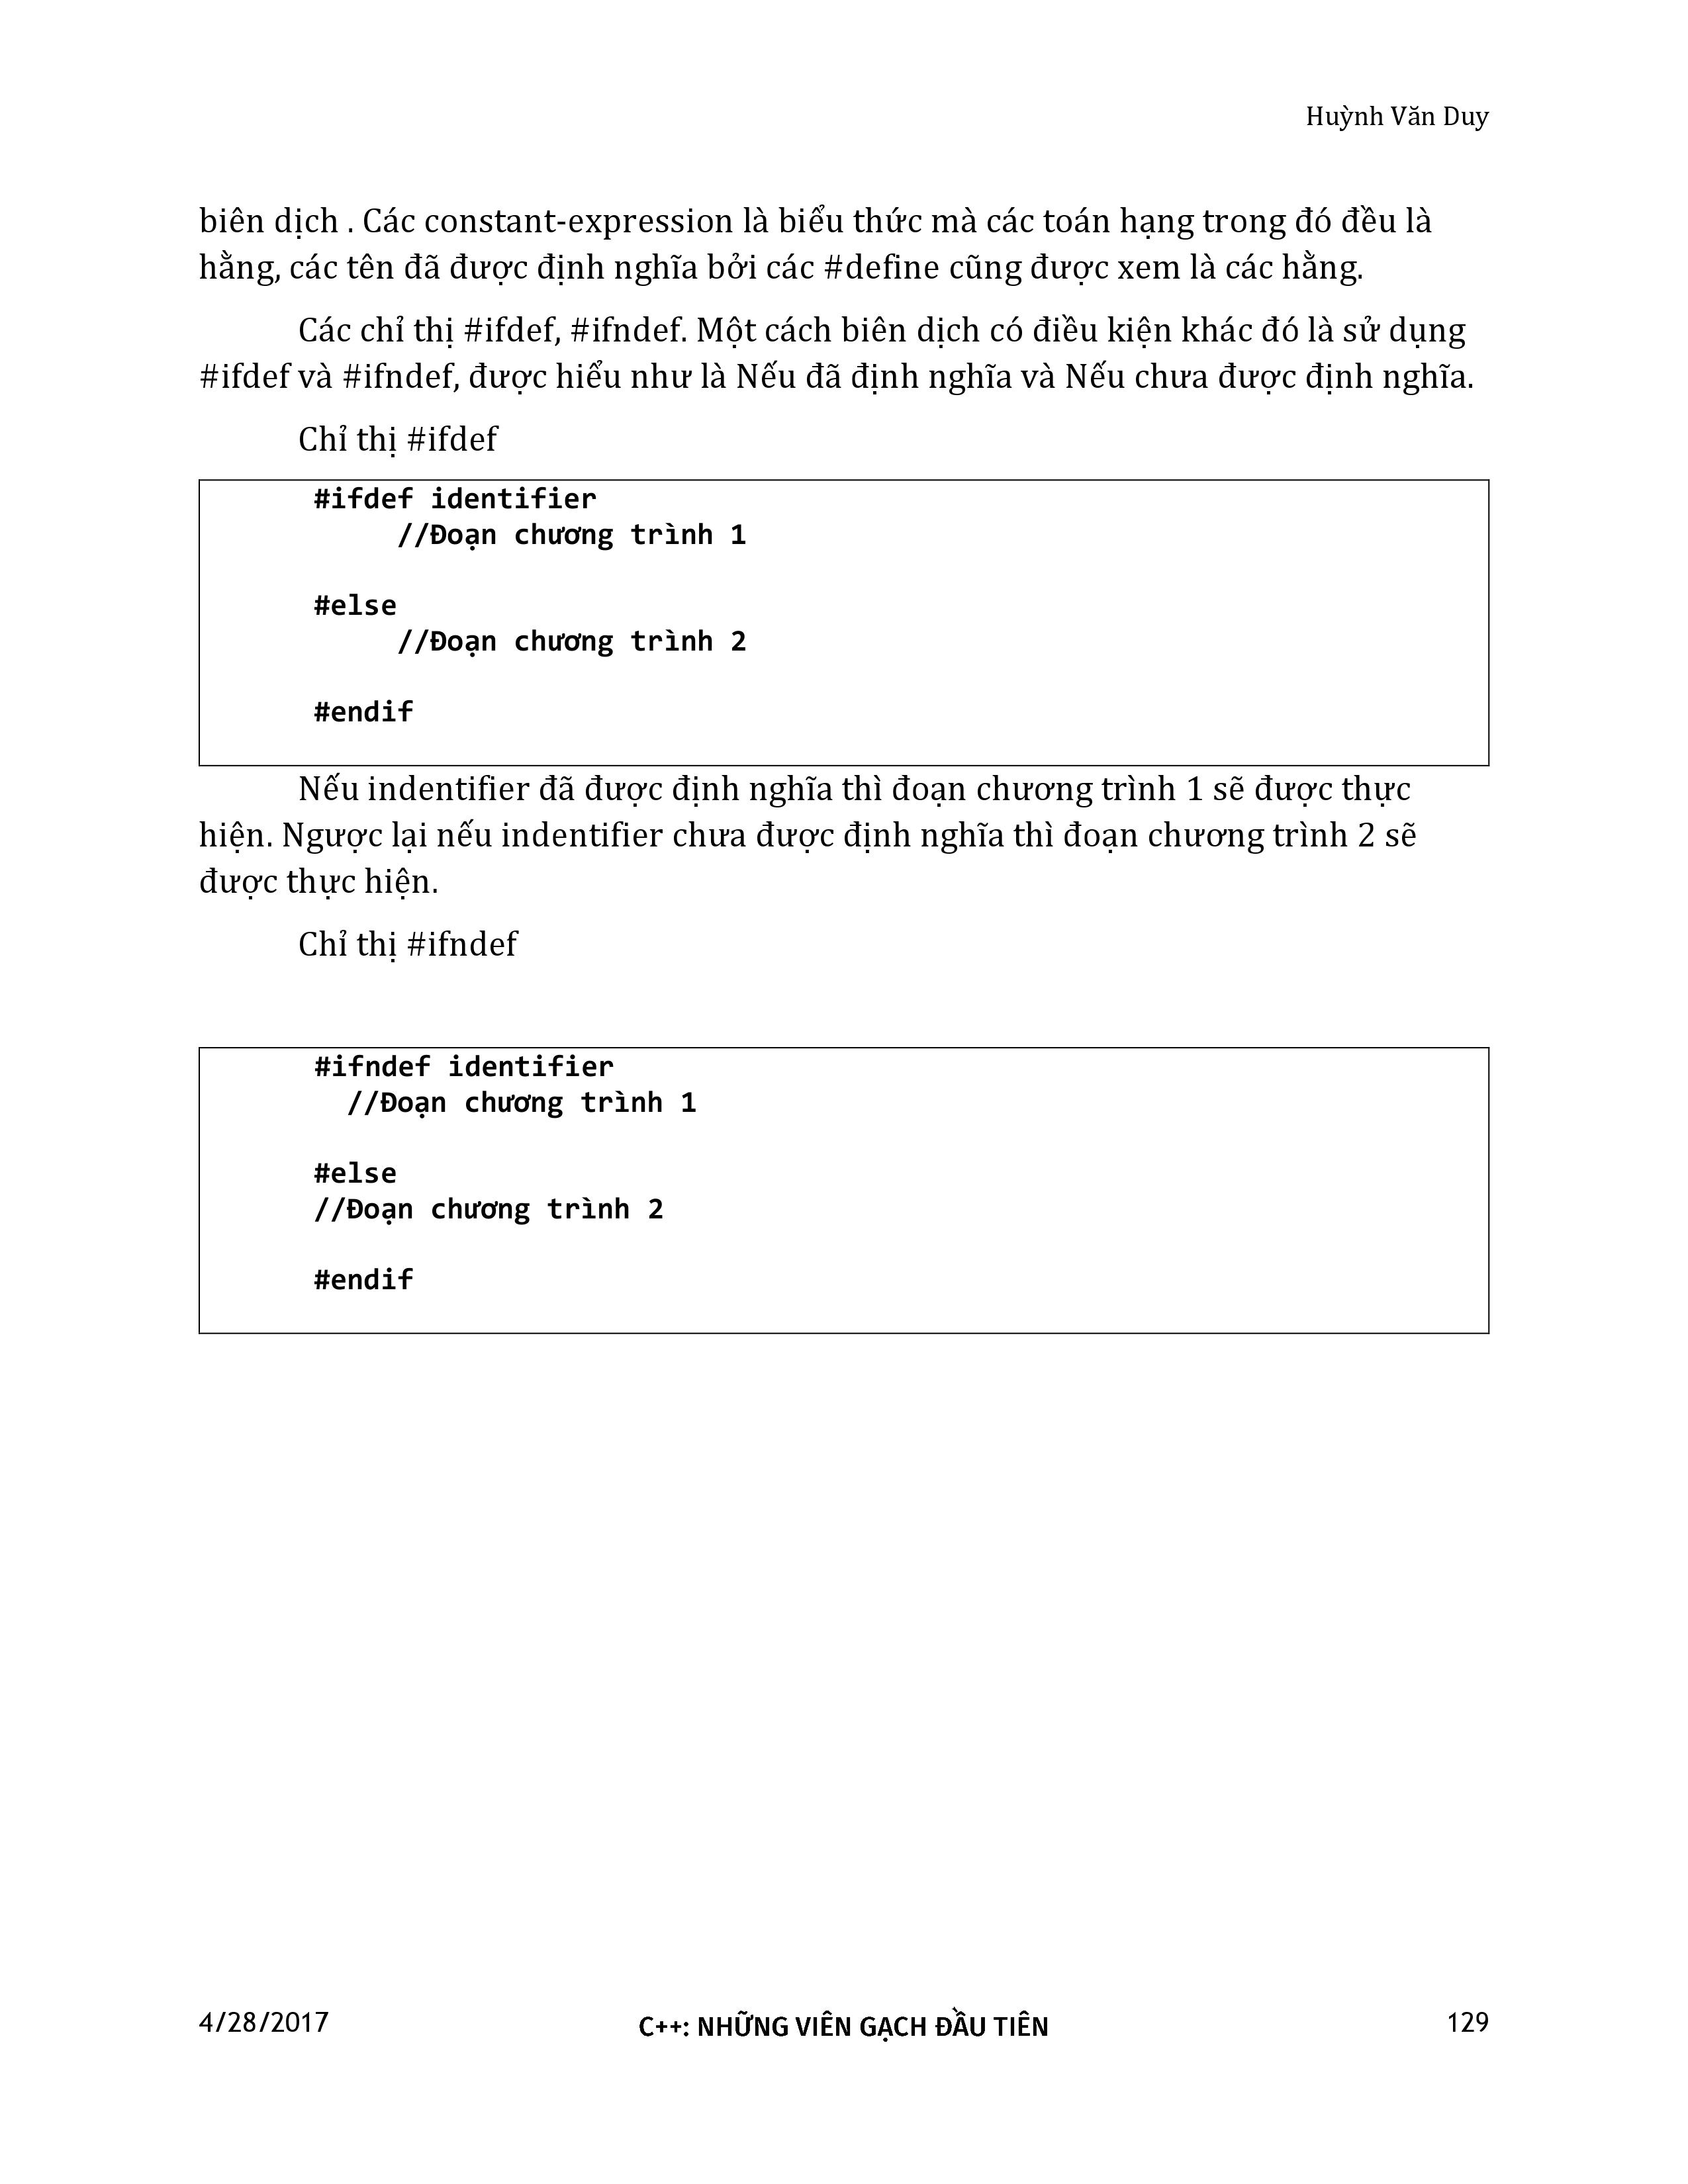 Huỳnh Văn Duy
biên dịch . Các constant-expression là biểu thức mà các toán hạng trong đó đều là
hằng, các tên đã được định nghĩa bởi các #define cũng được xem là các hằng.
Các chỉ thị #ifdef, #ifndef. Một cách biên dịch có điều kiện khác đó là sử dụng
#ifdef và #ifndef, được hiểu như là Nếu đã định nghĩa và Nếu chưa được định nghĩa.
Chỉ thị #ifdef
#ifdef identifier
//Đoạn chương trình 1
#else
//Đoạn chương trình 2
#endif
Nếu indentifier đã được định nghĩa thì đoạn chương trình 1 sẽ được thực
hiện. Ngược lại nếu indentifier chưa được định nghĩa thì đoạn chương trình 2 sẽ
được thực hiện.
Chỉ thị #ifndef
#ifndef identifier
//Đoạn chương trình 1
#else
//Đoạn chương trình 2
#endif
4/28/2017 C++: NHỮNG VIÊN GẠCH ĐẦU TIÊN 129